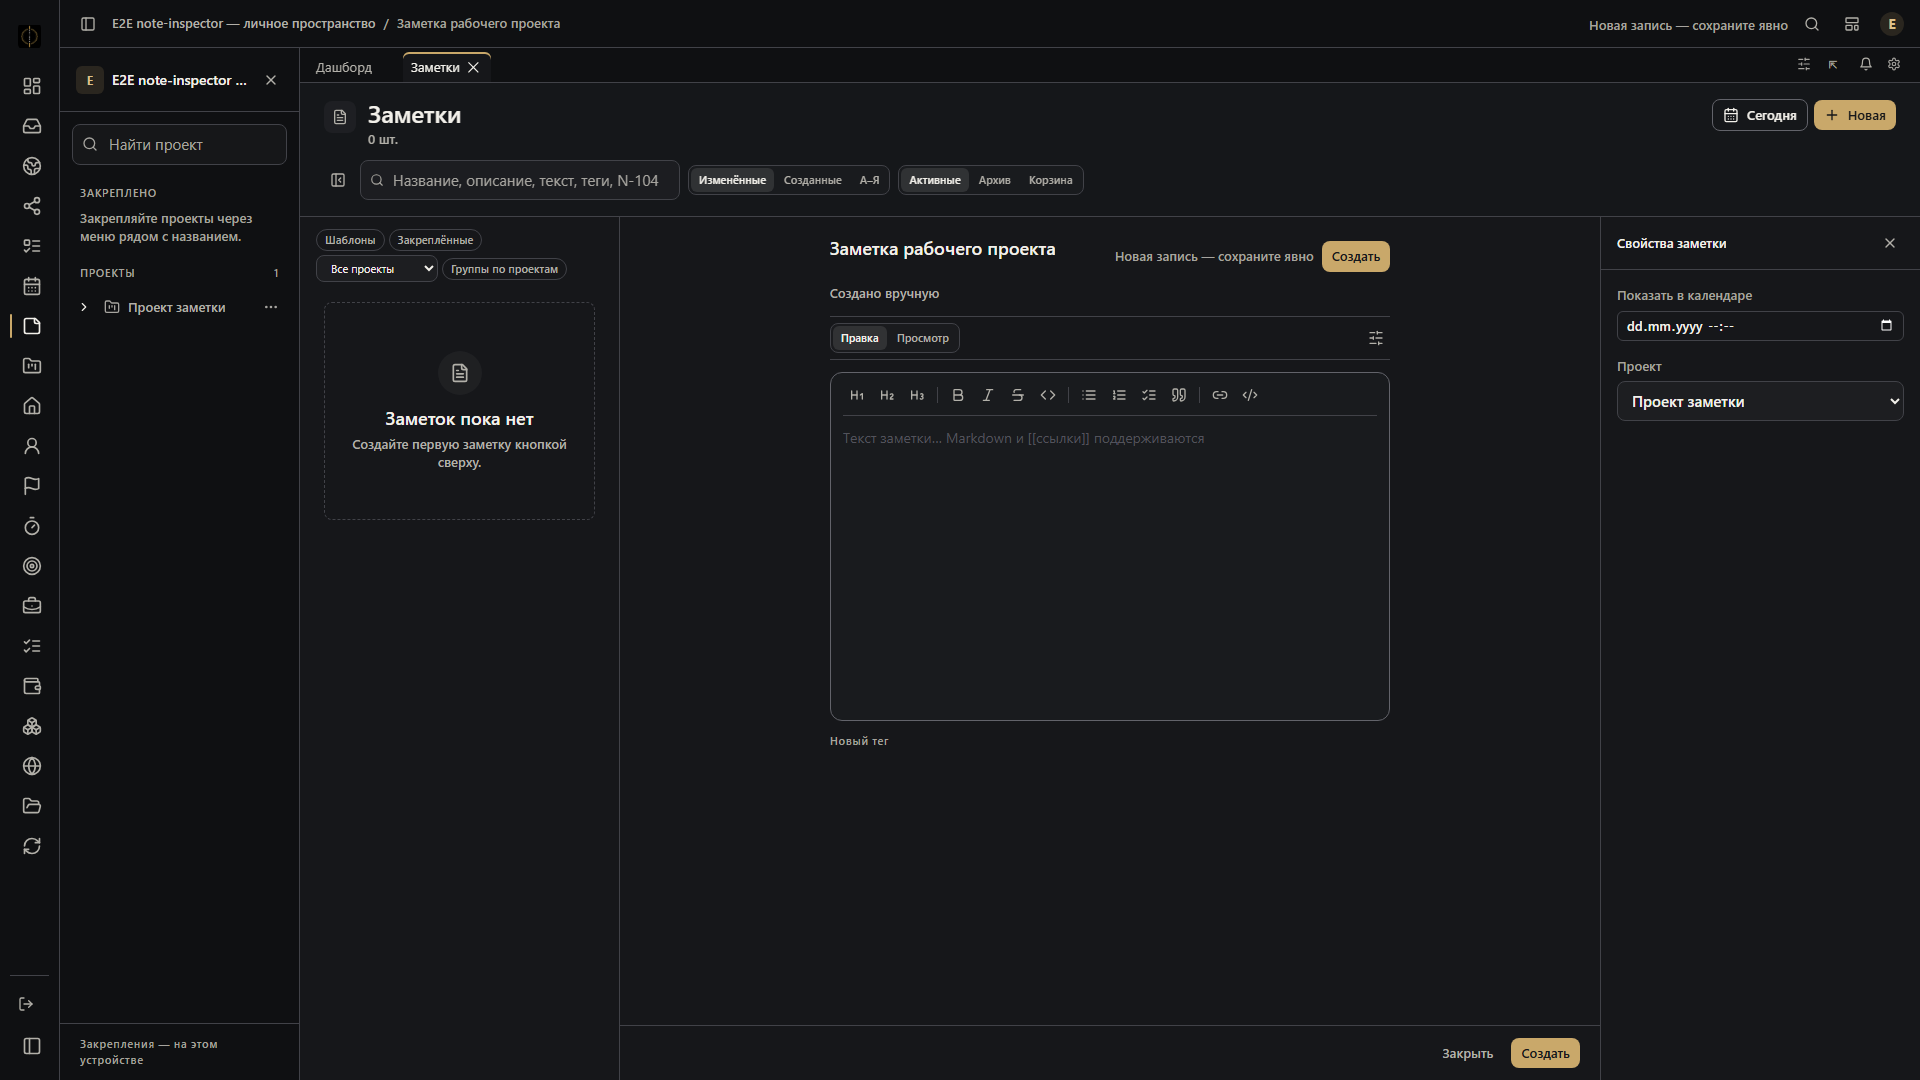 E2E note-inspector — личное пространство / Заметка рабочего проекта
Новая запись — сохраните явно
E
E E2E note-inspector ...
Найти проект
ЗАКРЕПЛЕНО
Закрепляйте проекты через
меню рядом с названием.
ПРОЕКТЫ 1
Проект заметки
Закрепления — на этом
устройстве
Дашборд
Заметки
Заметки
0 шт.
Сегодня
Новая
Название, описание, текст, теги, N-104
Изменённые Созданные А–Я
Активные Архив Корзина
Шаблоны Закреплённые
Все проекты Группы по проектам
Заметок пока нет
Создайте первую заметку кнопкой
сверху.
Заметка рабочего проекта
Новая запись — сохраните явно Создать
Создано вручную
Правка Просмотр
H1 H2 H3
Текст заметки... Markdown и [[ссылки]] поддерживаются
Новый тег
Закрыть Создать
Свойства заметки
Показать в календаре
dd.mm.yyyy --:--
Проект
Проект заметки